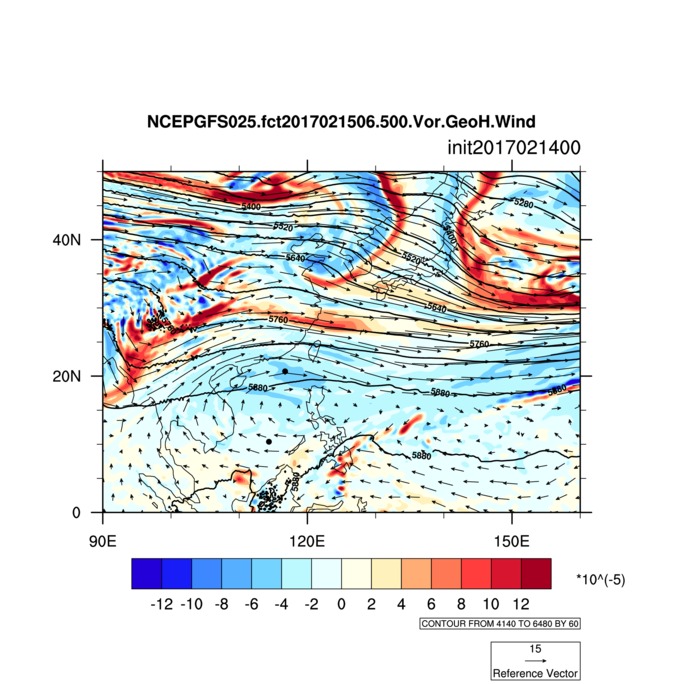 NCEPGFS025.fct2017021506.500.Vor.GeoH.Wind
init2017021400
5400
5280
5520
5400
5640
5520
5640
5760
5760
5880
5880
5880
5880
5880
40N
20N
0
90E 120E 150E
-12 -10 -8 -6 -4 -2 0 2 4 6 8 10 12
*10^(-5)
CONTOUR FROM 4140 TO 6480 BY 60
15
Reference Vector